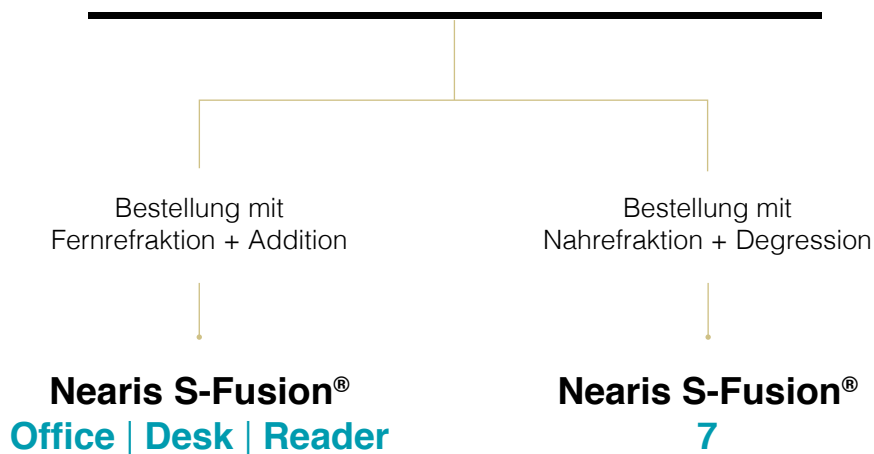 Bestellung mit
Fernrefraktion + Addition
Nearis S-Fusion®
Office | Desk | Reader
Bestellung mit
Nahrefraktion + Degression
Nearis S-Fusion®
7